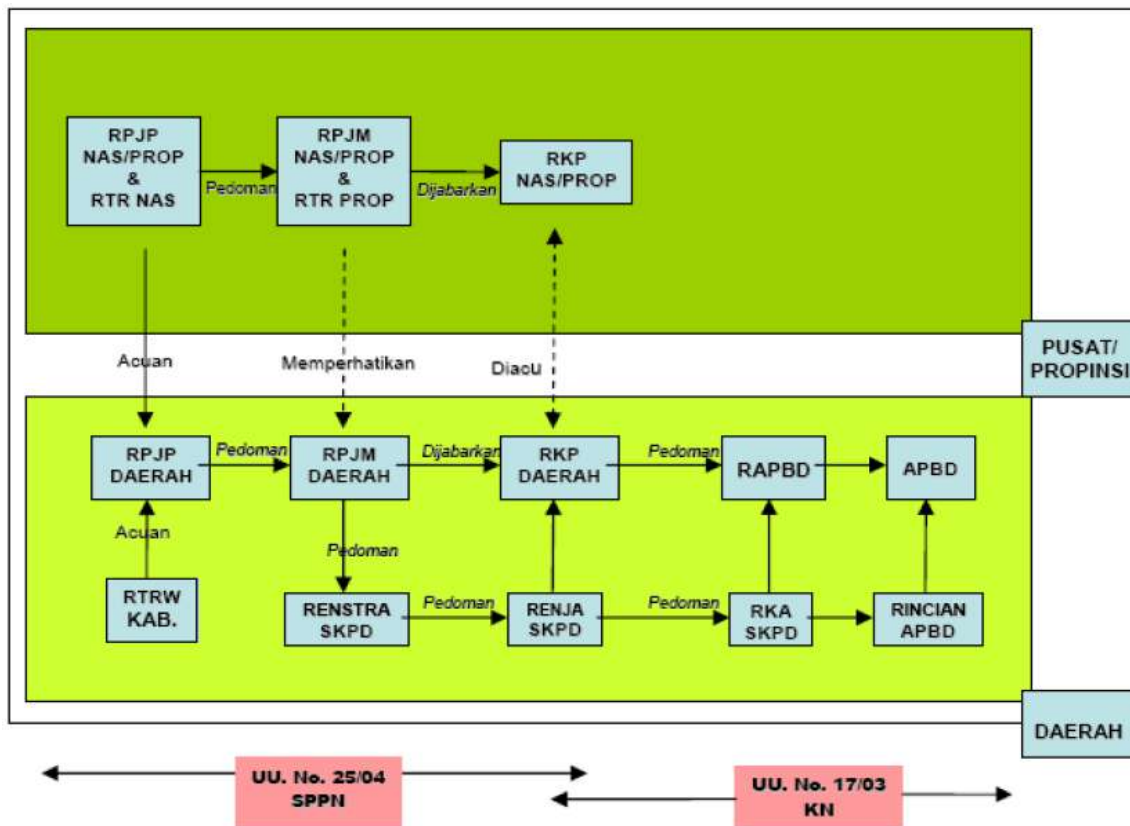 RPJP
NAS/PROP
&
RTR NAS
Pedoman
RPJM
NAS/PROP
&
RTR PROP
Dijabarkan
RKP
NAS/PROP
Acuan
Memperhatikan
Diacu
PUSAT/
PROPINSI
RPJP
DAERAH
Pedoman
RPJM
DAERAH
Dijabarkan
RKP
DAERAH
Pedoman
RAPBD
APBD
Acuan
Pedoman
RTRW
KAB.
RENSTRA
SKPD
Pedoman
RENJA
SKPD
Pedoman
RKA
SKPD
RINCIAN
APBD
DAERAH
UU. No. 25/04
SPPN
UU. No. 17/03
KN